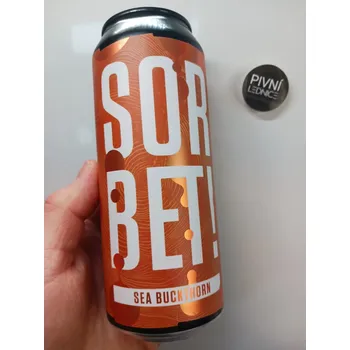 SOR
BET!
SEA BUCKTHORN
PIVNÍ
LEDNICE